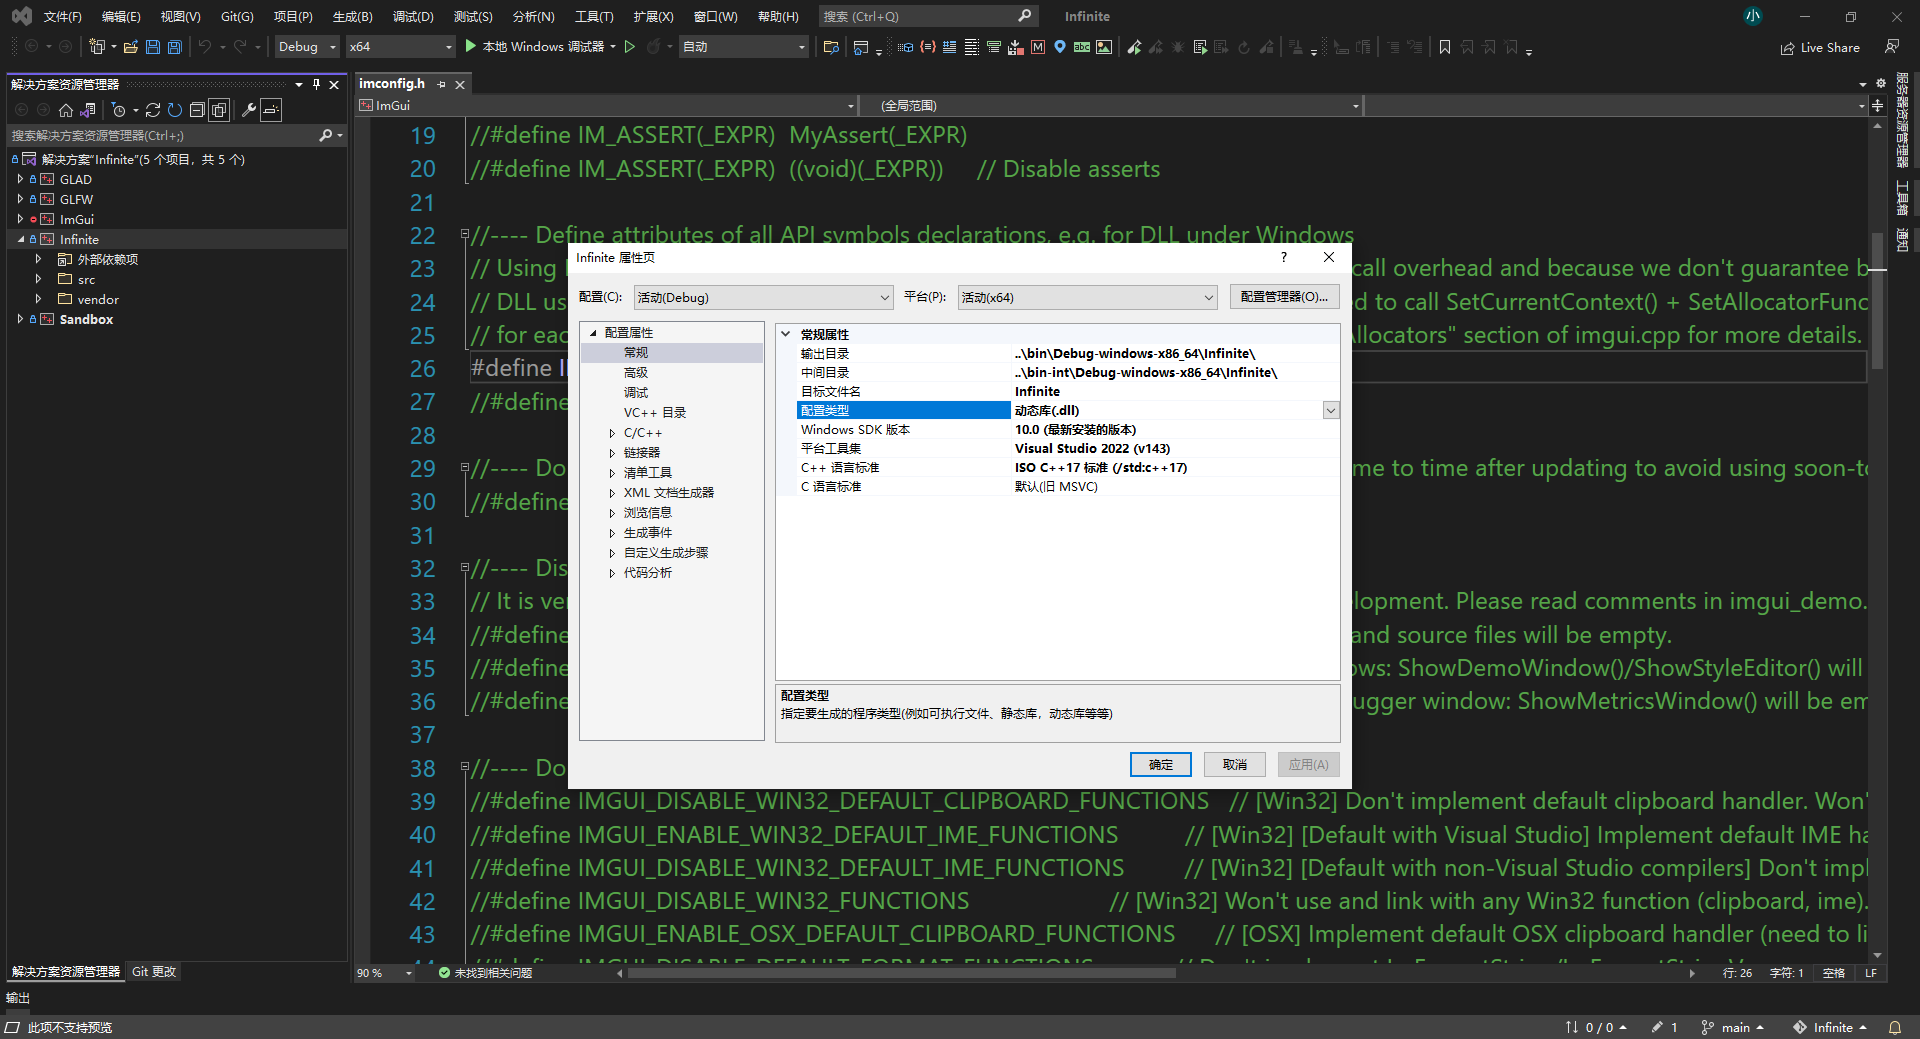 文件(F) 编辑(E) 视图(V) Git(G) 项目(P) 生成(B) 调试(D) 测试(S) 分析(N) 工具(T) 扩展(X) 窗口(W) 帮助(H) 搜索 (Ctrl+Q) Infinite 小
Debug x64 本地 Windows 调试器 自动 Live Share
解决方案资源管理器
搜索解决方案资源管理器(Ctrl+;)
解决方案"Infinite"(5 个项目，共 5 个)
GLAD
GLFW
ImGui
Infinite
外部依赖项
src
vendor
Sandbox
解决方案资源管理器 Git 更改
imconfig.h
ImGui (全局范围)
19 //#define IM_ASSERT(_EXPR)  MyAssert(_EXPR)
20 //#define IM_ASSERT(_EXPR)  ((void)(_EXPR))     // Disable asserts
21
22 //---- Define attributes of all API symbols declarations, e.g. for DLL under Windows
23 // Using call overhead and because we don't guarantee b
24 // DLL us d to call SetCurrentContext() + SetAllocatorFunc
25 // for eac Allocators" section of imgui.cpp for more details.
26 #define
27 //#define
28
29 //---- Do me to time after updating to avoid using soon-to
30 //#define
31
32 //---- Dis
33 // It is ver lopment. Please read comments in imgui_demo.
34 //#define and source files will be empty.
35 //#define ows: ShowDemoWindow()/ShowStyleEditor() will
36 //#define ugger window: ShowMetricsWindow() will be em
37
38 //---- Do
39 //#define IMGUI_DISABLE_WIN32_DEFAULT_CLIPBOARD_FUNCTIONS   // [Win32] Don't implement default clipboard handler. Won'
40 //#define IMGUI_ENABLE_WIN32_DEFAULT_IME_FUNCTIONS   // [Win32] [Default with Visual Studio] Implement default IME ha
41 //#define IMGUI_DISABLE_WIN32_DEFAULT_IME_FUNCTIONS   // [Win32] [Default with non-Visual Studio compilers] Don't impl
42 //#define IMGUI_DISABLE_WIN32_FUNCTIONS   // [Win32] Won't use and link with any Win32 function (clipboard, ime).
43 //#define IMGUI_ENABLE_OSX_DEFAULT_CLIPBOARD_FUNCTIONS   // [OSX] Implement default OSX clipboard handler (need to li
Infinite 属性页 ?
配置(C): 活动(Debug) 平台(P): 活动(x64) 配置管理器(O)...
配置属性
常规
高级
调试
VC++ 目录
C/C++
链接器
清单工具
XML 文档生成器
浏览信息
生成事件
自定义生成步骤
代码分析
常规属性
输出目录 ..\bin\Debug-windows-x86_64\Infinite\
中间目录 ..\bin-int\Debug-windows-x86_64\Infinite\
目标文件名 Infinite
配置类型 动态库(.dll)
Windows SDK 版本 10.0 (最新安装的版本)
平台工具集 Visual Studio 2022 (v143)
C++ 语言标准 ISO C++17 标准 (/std:c++17)
C 语言标准 默认(旧 MSVC)
配置类型
指定要生成的程序类型(例如可执行文件、静态库，动态库等等)
确定 取消 应用(A)
服务器资源管理器
工具箱
通知
90 % 未找到相关问题 行: 26 字符: 1 空格 LF
输出
此项不支持预览 0 / 0 1 main Infinite